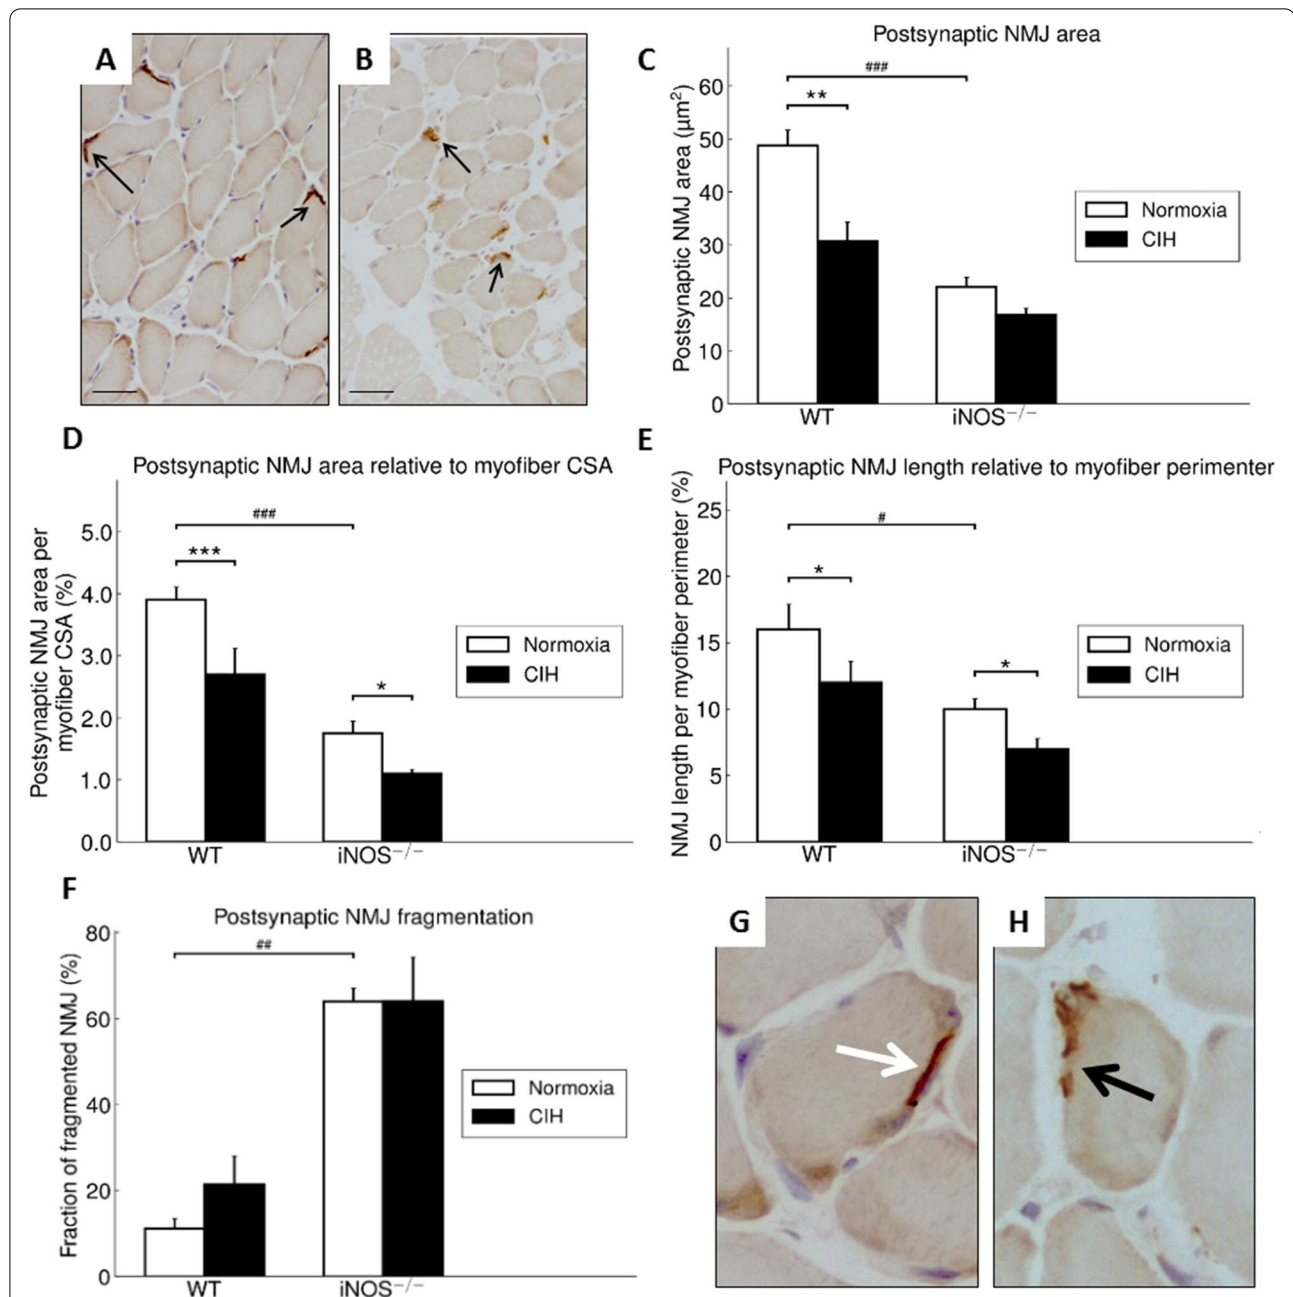 A
B
C
Postsynaptic NMJ area
Postsynaptic NMJ area (μm²)
60
50
40
30
20
10
0
###
**
Normoxia
CIH
WT
iNOS−/−
D
Postsynaptic NMJ area relative to myofiber CSA
Postsynaptic NMJ area per
myofiber CSA (%)
5.0
4.0
3.0
2.0
1.0
0.0
###
***
*
Normoxia
CIH
WT
iNOS−/−
E
Postsynaptic NMJ length relative to myofiber perimenter
NMJ length per myofiber perimeter (%)
25
20
15
10
5
0
#
*
*
Normoxia
CIH
WT
iNOS−/−
F
Postsynaptic NMJ fragmentation
Fraction of fragmented NMJ (%)
80
60
40
20
0
##
Normoxia
CIH
WT
iNOS−/−
G
H